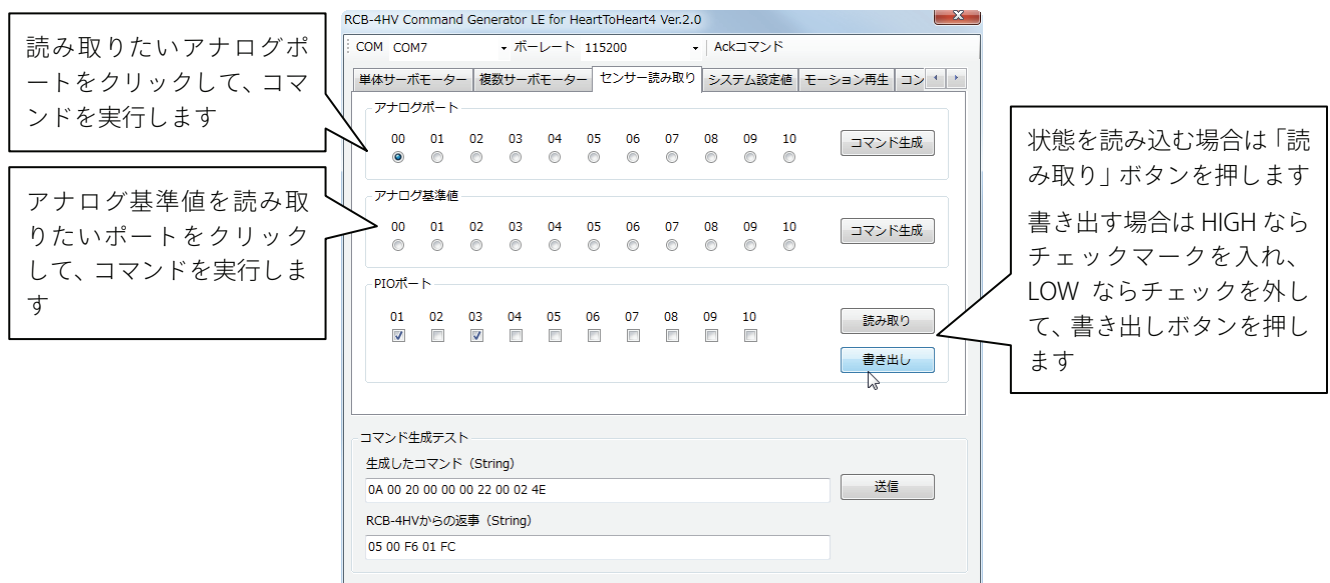 読み取りたいアナログポ
ートをクリックして、コマ
ンドを実行します
アナログ基準値を読み取
りたいポートをクリック
して、コマンドを実行しま
す
RCB-4HV Command Generator LE for HeartToHeart4 Ver.2.0
COM COM7 ボーレート 115200 Ackコマンド
単体サーボモーター 複数サーボモーター センサー読み取り システム設定値 モーション再生 コン
アナログポート
00 01 02 03 04 05 06 07 08 09 10
コマンド生成
アナログ基準値
00 01 02 03 04 05 06 07 08 09 10
コマンド生成
PIOポート
01 02 03 04 05 06 07 08 09 10
読み取り
書き出し
コマンド生成テスト
生成したコマンド（String）
0A 00 20 00 00 00 22 00 02 4E
送信
RCB-4HVからの返事（String）
05 00 F6 01 FC
状態を読み込む場合は「読
み取り」ボタンを押します
書き出す場合は HIGH なら
チェックマークを入れ、
LOW ならチェックを外し
て、書き出しボタンを押し
ます